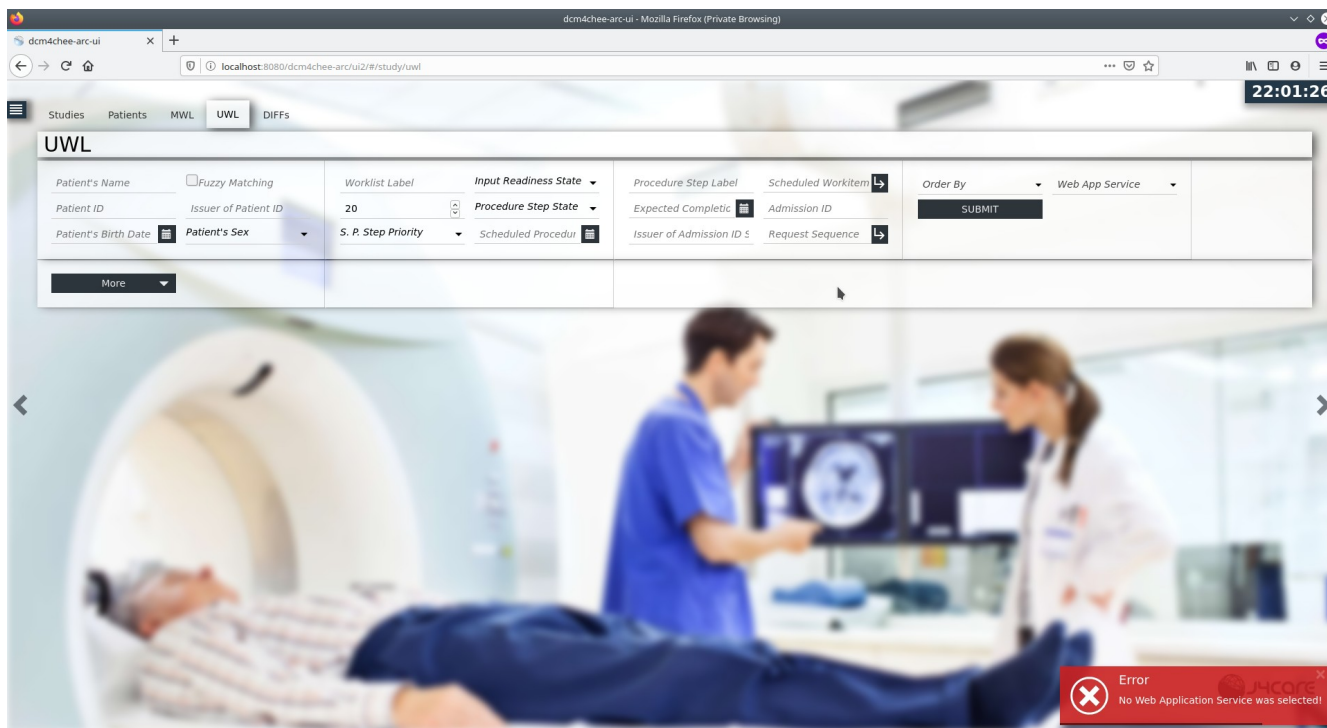 dcm4chee-arc-ui - Mozilla Firefox (Private Browsing)
dcm4chee-arc-ui
localhost:8080/dcm4chee-arc/ui2/#/study/uwl
22:01:26
Studies Patients MWL UWL DIFFs
UWL
Patient's Name Fuzzy Matching Worklist Label Input Readiness State Procedure Step Label Scheduled Workitem Order By Web App Service
Patient ID Issuer of Patient ID 20 Procedure Step State Expected Completic Admission ID SUBMIT
Patient's Birth Date Patient's Sex S. P. Step Priority Scheduled Procedur Issuer of Admission ID S Request Sequence
More
Error
No Web Application Service was selected!
J4care